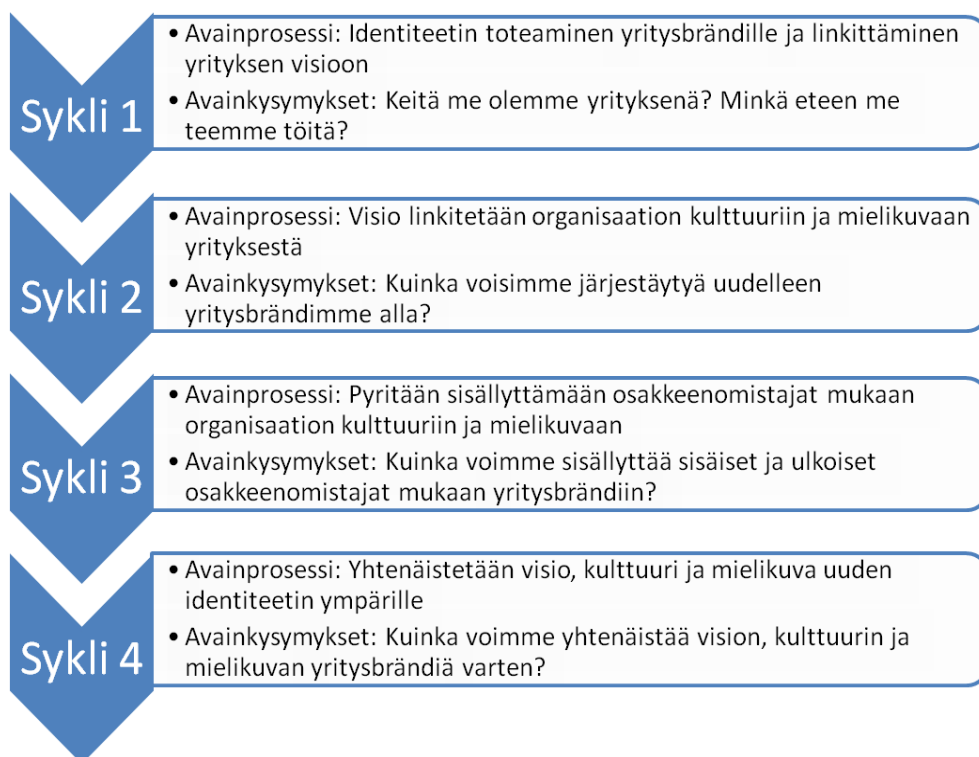 Sykli 1
• Avainprosessi: Identiteetin toteaminen yritysbrändille ja linkittäminen
yrityksen visioon
• Avainkysymykset: Keitä me olemme yrityksenä? Minkä eteen me
teemme töitä?
Sykli 2
• Avainprosessi: Visio linkitetään organisaation kulttuuriin ja mielikuvaan
yrityksestä
• Avainkysymykset: Kuinka voisimme järjestäytyä uudelleen
yritysbrändimme alla?
Sykli 3
• Avainprosessi: Pyritään sisällyttämään osakkeenomistajat mukaan
organisaation kulttuuriin ja mielikuvaan
• Avainkysymykset: Kuinka voimme sisällyttää sisäiset ja ulkoiset
osakkeenomistajat mukaan yritysbrändiin?
Sykli 4
• Avainprosessi: Yhtenäistetään visio, kulttuuri ja mielikuva uuden
identiteetin ympärille
• Avainkysymykset: Kuinka voimme yhtenäistää vision, kulttuurin ja
mielikuvan yritysbrändiä varten?